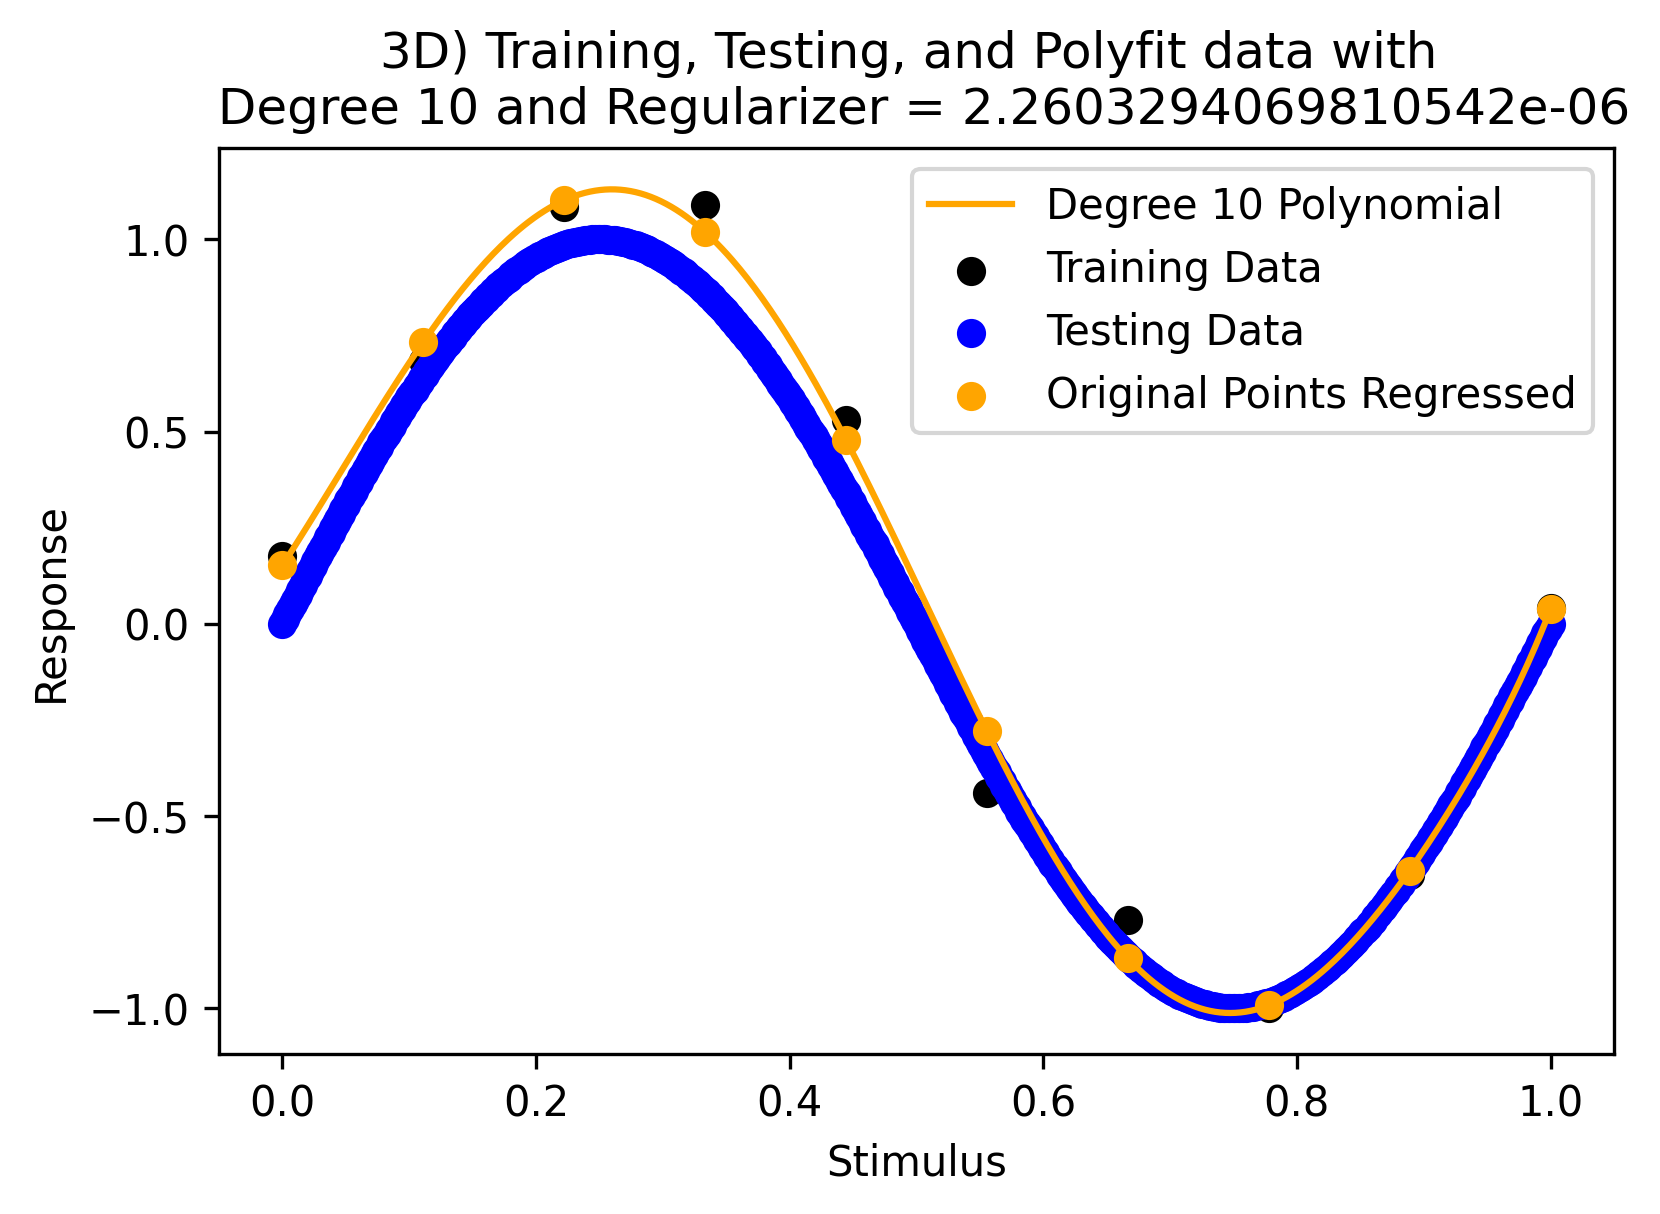 3D) Training, Testing, and Polyfit data with
Degree 10 and Regularizer = 2.2603294069810542e-06
Degree 10 Polynomial
Training Data
Testing Data
Original Points Regressed
1.0
0.5
0.0
−0.5
−1.0
Response
0.0 0.2 0.4 0.6 0.8 1.0
Stimulus